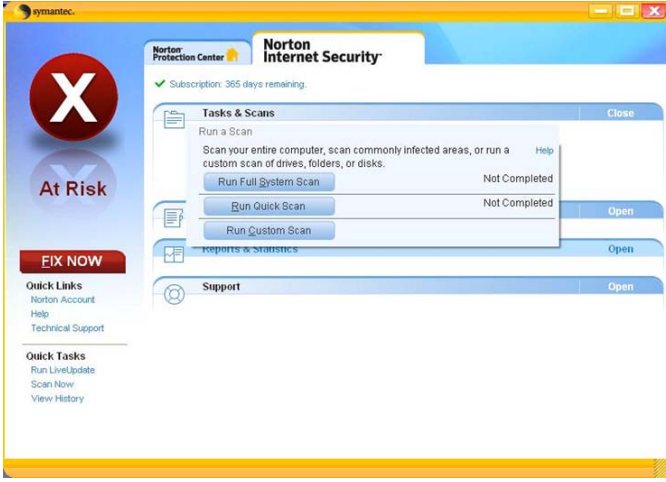 symantec.
Norton
Protection Center
Norton
Internet Security
Subscription: 365 days remaining.
X
At Risk
FIX NOW
Quick Links
Norton Account
Help
Technical Support
Quick Tasks
Run LiveUpdate
Scan Now
View History
Tasks & Scans Close
Run a Scan
Scan your entire computer, scan commonly infected areas, or run a Help
custom scan of drives, folders, or disks.
Run Full System Scan Not Completed
Run Quick Scan Not Completed
Run Custom Scan
Open
Reports & Statistics Open
Support Open